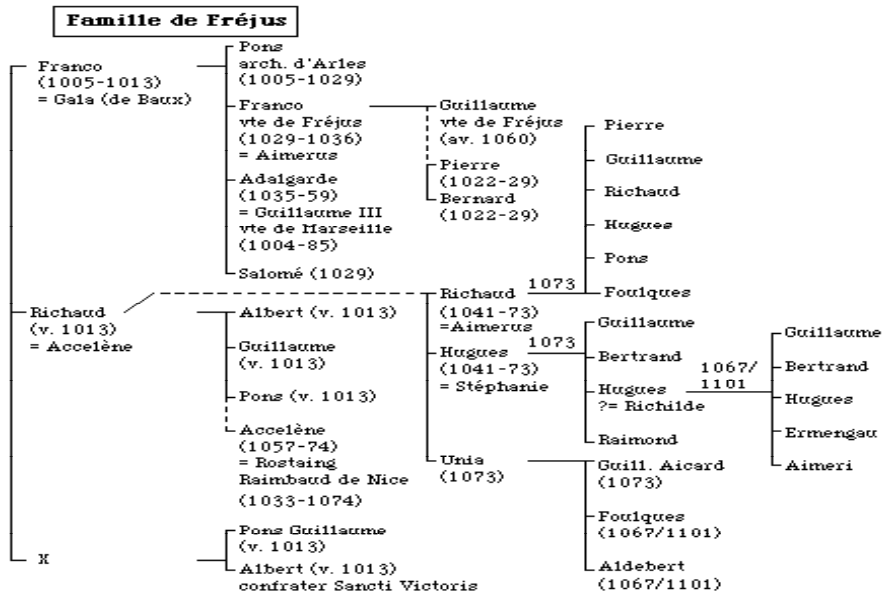 Famille de Fréjus
Franco
(1005-1013)
= Gala (de Baux)
Richaud
(v. 1013)
= Accelène
X
Pons
arch. d'Arles
(1005-1029)
Franco
vte de Fréjus
(1029-1036)
= Aimerus
Adalgarde
(1035-59)
= Guillaume III
vte de Marseille
(1004-85)
Salomé (1029)
Albert (v. 1013)
Guillaume
(v. 1013)
Pons (v. 1013)
Accelène
(1057-74)
= Rostaing
Raimbaud de Nice
(1033-1074)
Pons Guillaume
(v. 1013)
Albert (v. 1013)
confrater Sancti Victoris
Guillaume
vte de Fréjus
(av. 1060)
Pierre
(1022-29)
Bernard
(1022-29)
Richaud
(1041-73)
=Aimerus
Hugues
(1041-73)
= Stéphanie
Unia
(1073)
1073
1073
Pierre
Guillaume
Richaud
Hugues
Pons
Foulques
Guillaume
Bertrand
Hugues
?= Richilde
Raimond
Guill. Aicard
(1073)
Foulques
(1067/1101)
Aldebert
(1067/1101)
1067/
1101
Guillaume
Bertrand
Hugues
Ermengau
Aimeri